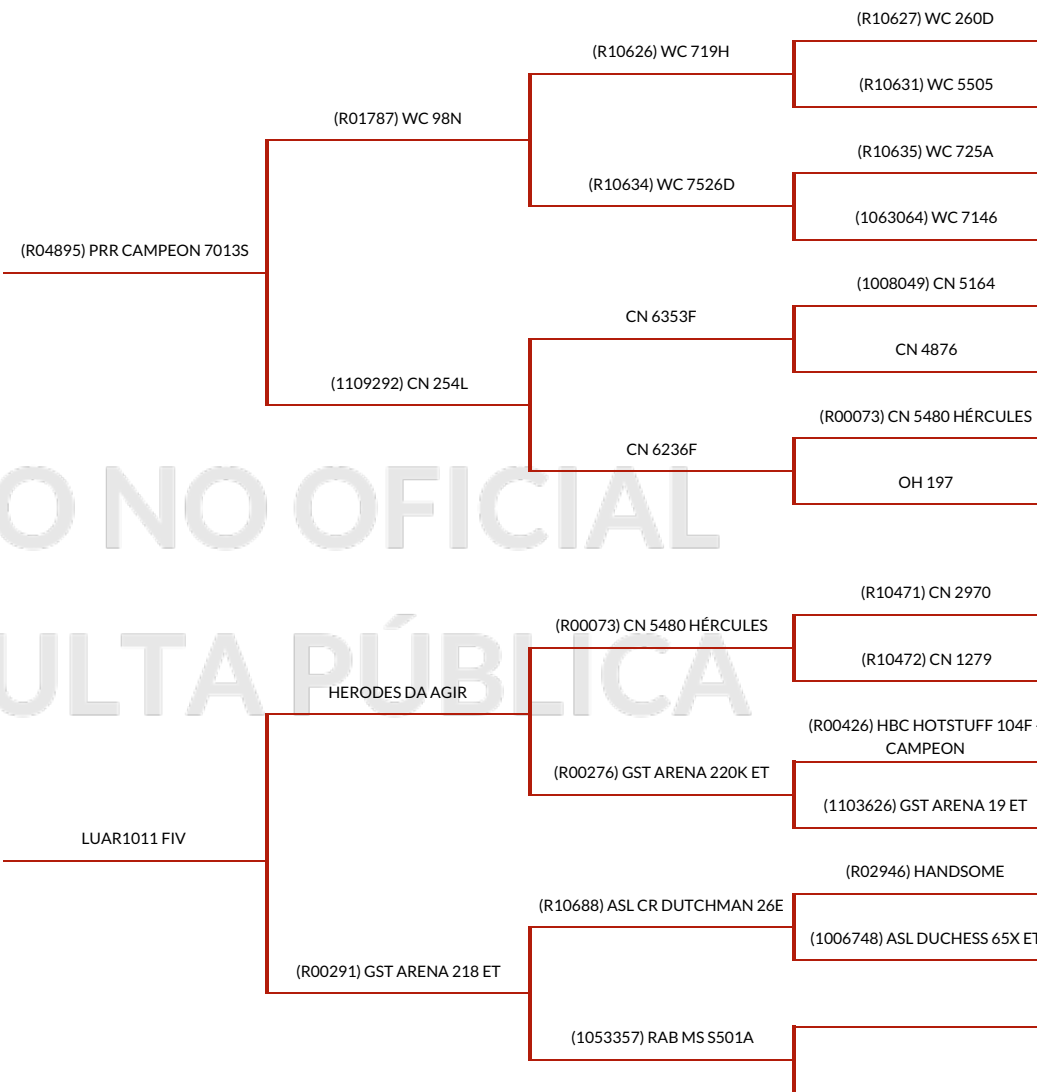 (R10627) WC 260D
(R10626) WC 719H
(R10631) WC 5505
(R01787) WC 98N
(R10635) WC 725A
(R10634) WC 7526D
(1063064) WC 7146
(R04895) PRR CAMPEON 7013S
(1008049) CN 5164
CN 6353F
CN 4876
(1109292) CN 254L
(R00073) CN 5480 HÉRCULES
CN 6236F
OH 197
O NO OFICIAL
(R10471) CN 2970
(R00073) CN 5480 HÉRCULES
(R10472) CN 1279
ULTA PÚBLICA
HERODES DA AGIR
(R00426) HBC HOTSTUFF 104F -
CAMPEON
(R00276) GST ARENA 220K ET
(1103626) GST ARENA 19 ET
LUAR1011 FIV
(R02946) HANDSOME
(R10688) ASL CR DUTCHMAN 26E
(1006748) ASL DUCHESS 65X ET
(R00291) GST ARENA 218 ET
(1053357) RAB MS S501A